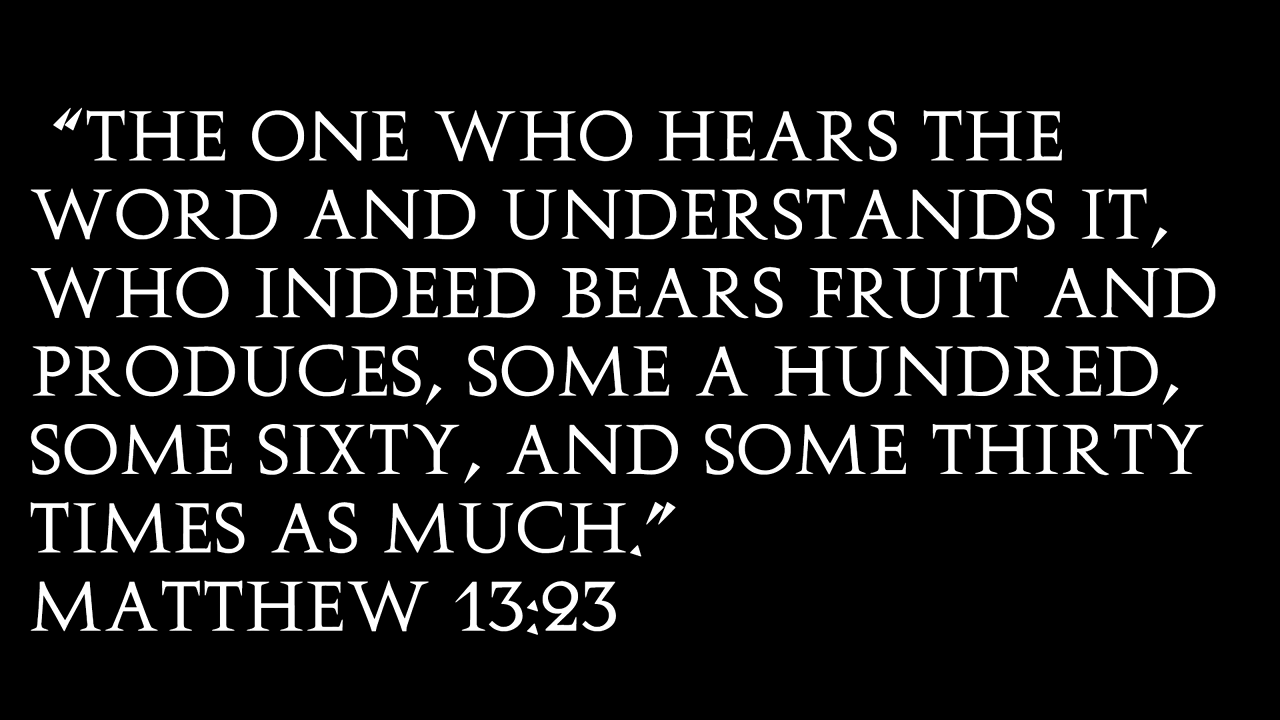 “THE ONE WHO HEARS THE
WORD AND UNDERSTANDS IT,
WHO INDEED BEARS FRUIT AND
PRODUCES, SOME A HUNDRED,
SOME SIXTY, AND SOME THIRTY
TIMES AS MUCH.”
MATTHEW 13:23